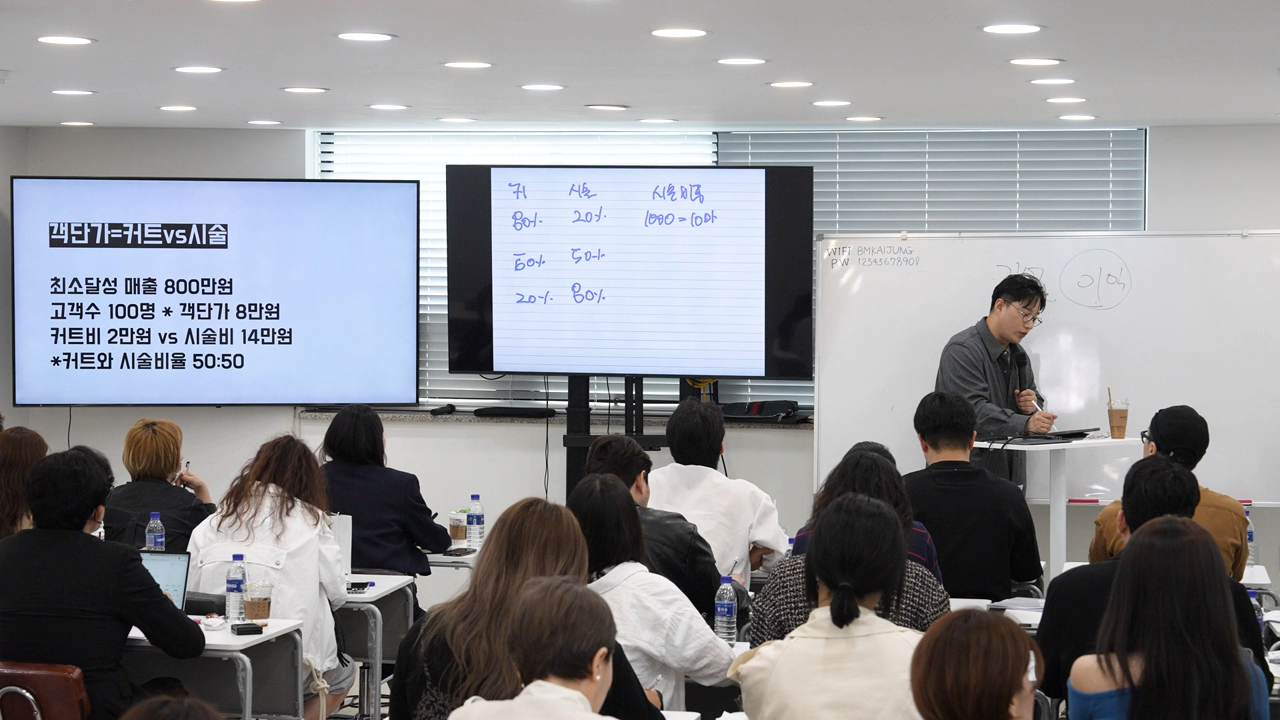 객단가=커트vs시술
최소달성 매출 800만원
고객수 100명 * 객단가 8만원
커트비 2만원 vs 시술비 14만원
*커트와 시술비율 50:50
커 시술 시술비중
80% 20% 1000 = 10
50% 50%
20% 80%
WIFI BMKAIJUNG
PW 1234567890!
이익